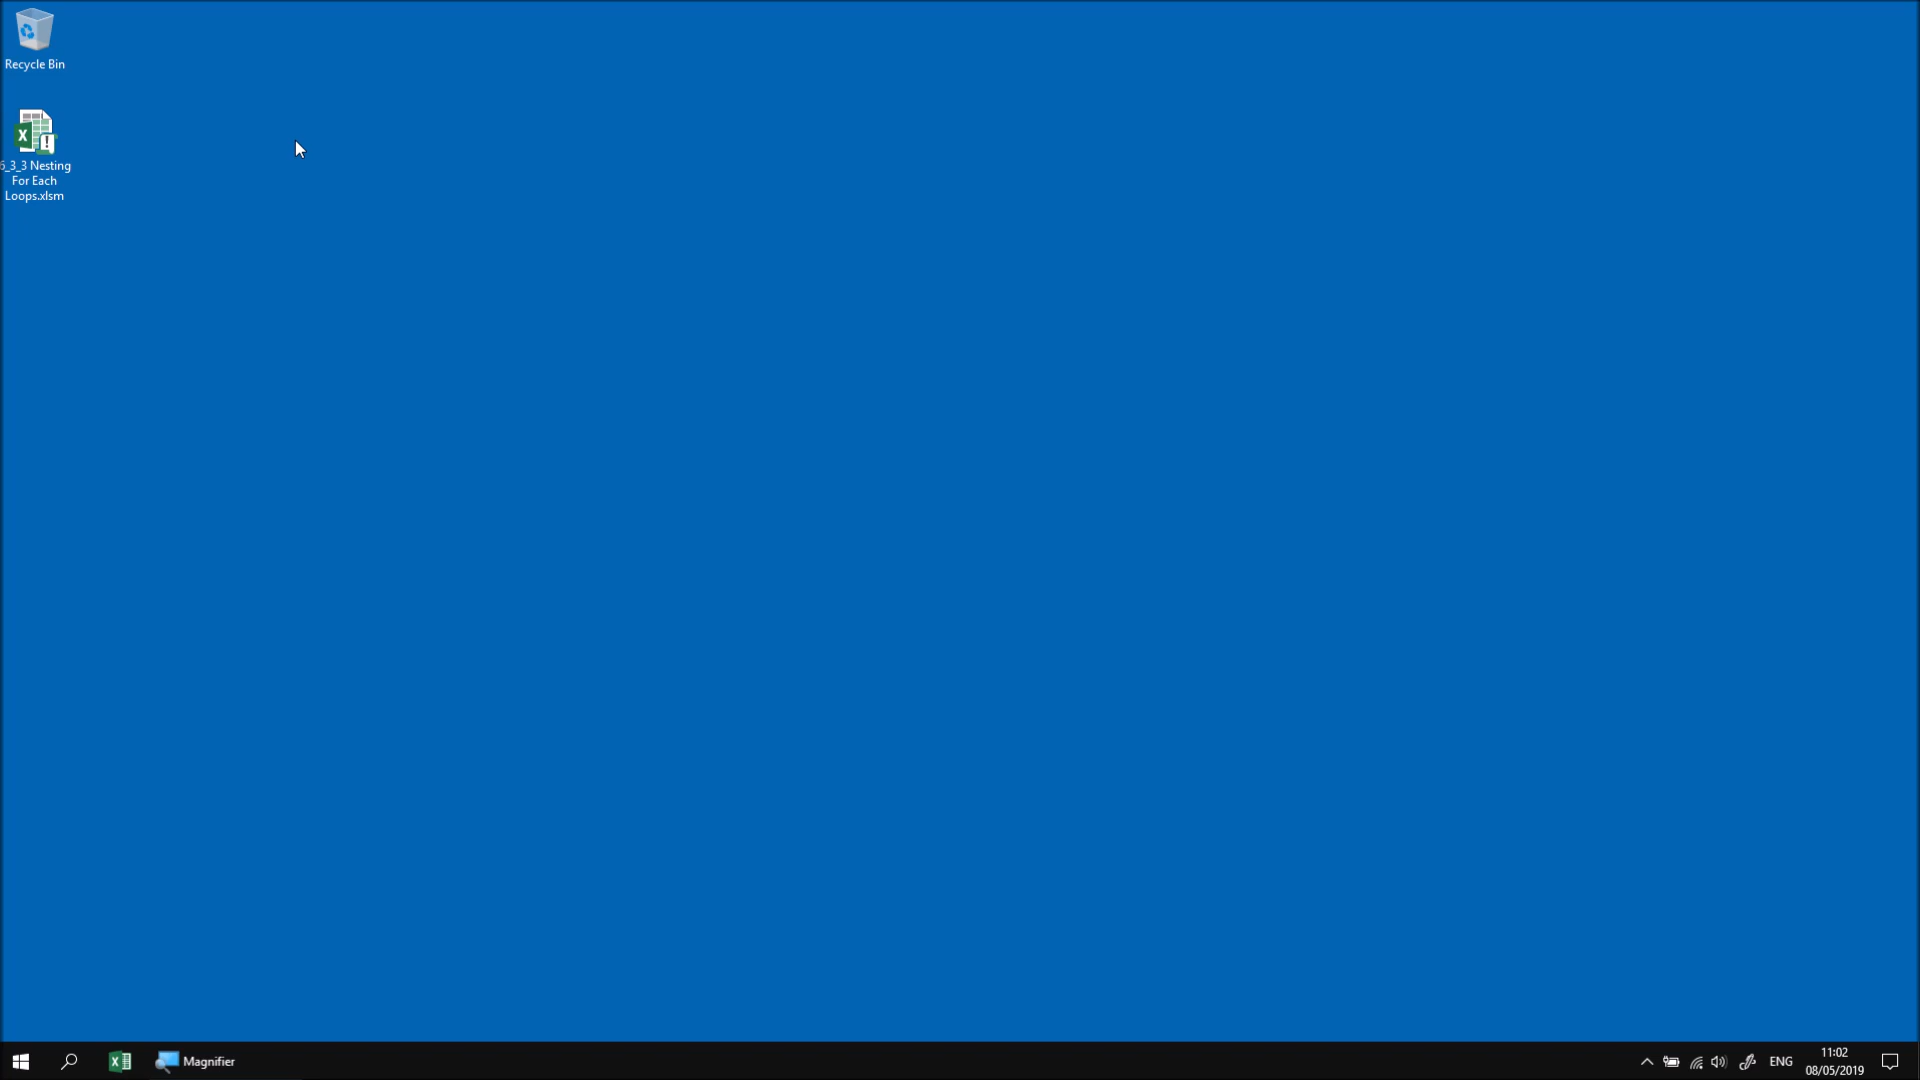 Recycle Bin
6_3_3 Nesting
For Each
Loops.xlsm
Magnifier
ENG
11:02
08/05/2019